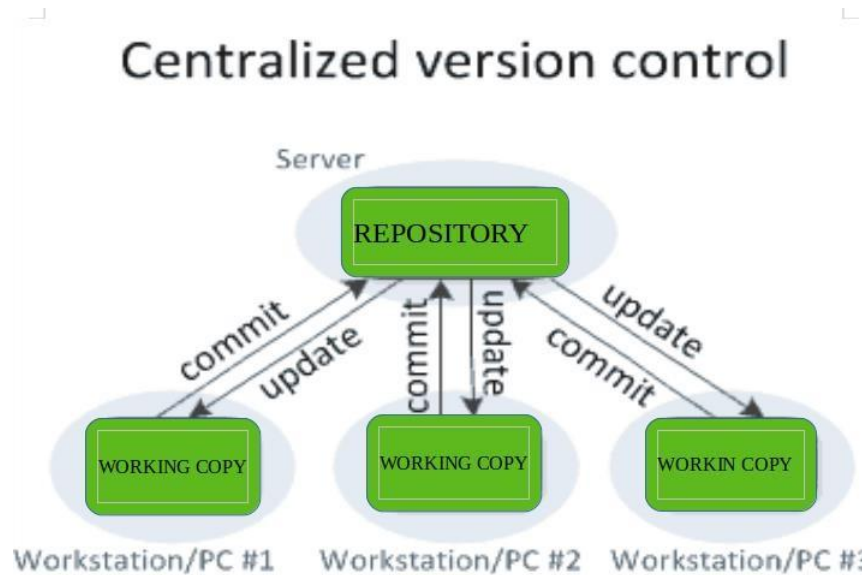 Centralized version control
Server
REPOSITORY
commit
update
commit
update
update
commit
WORKING COPY
WORKING COPY
WORKIN COPY
Workstation/PC #1
Workstation/PC #2
Workstation/PC #3